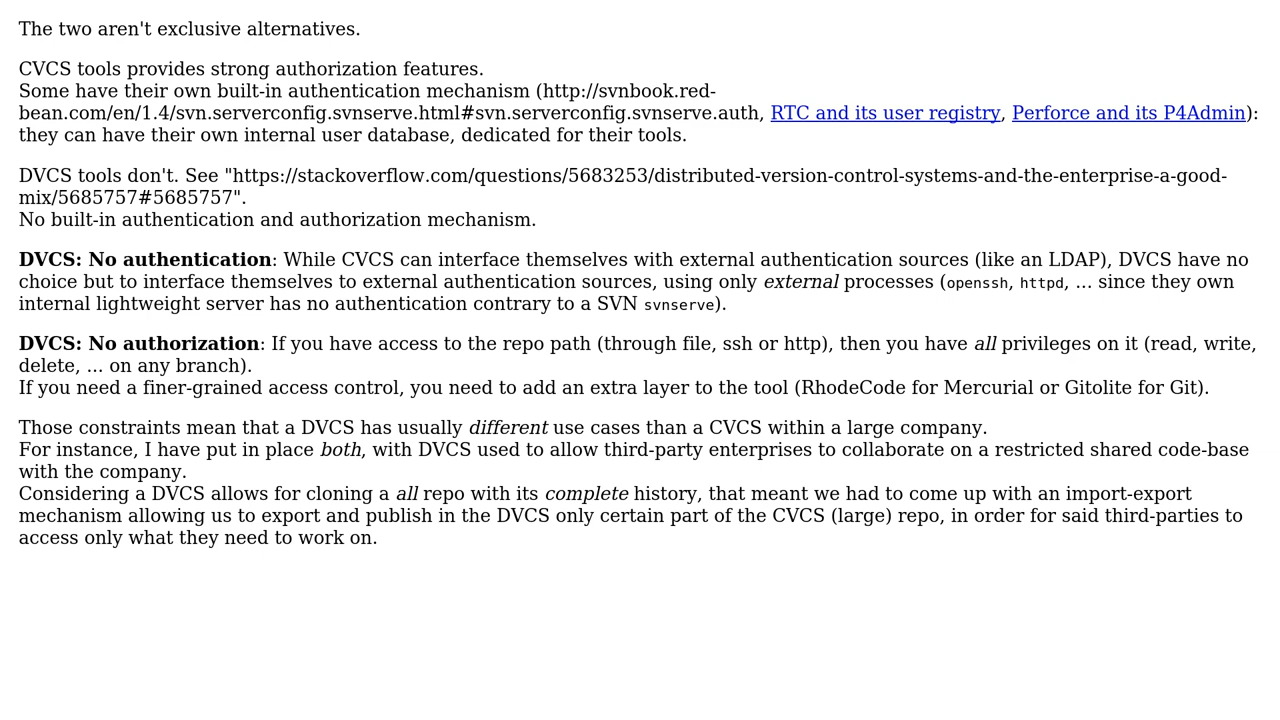 The two aren't exclusive alternatives.
CVCS tools provides strong authorization features.
Some have their own built-in authentication mechanism (http://svnbook.red-
bean.com/en/1.4/svn.serverconfig.svnserve.html#svn.serverconfig.svnserve.auth, RTC and its user registry, Perforce and its P4Admin):
they can have their own internal user database, dedicated for their tools.
DVCS tools don't. See "https://stackoverflow.com/questions/5683253/distributed-version-control-systems-and-the-enterprise-a-good-
mix/5685757#5685757".
No built-in authentication and authorization mechanism.
DVCS: No authentication: While CVCS can interface themselves with external authentication sources (like an LDAP), DVCS have no
choice but to interface themselves to external authentication sources, using only external processes (openssh, httpd, ... since they own
internal lightweight server has no authentication contrary to a SVN svnserve).
DVCS: No authorization: If you have access to the repo path (through file, ssh or http), then you have all privileges on it (read, write,
delete, ... on any branch).
If you need a finer-grained access control, you need to add an extra layer to the tool (RhodeCode for Mercurial or Gitolite for Git).
Those constraints mean that a DVCS has usually different use cases than a CVCS within a large company.
For instance, I have put in place both, with DVCS used to allow third-party enterprises to collaborate on a restricted shared code-base
with the company.
Considering a DVCS allows for cloning a all repo with its complete history, that meant we had to come up with an import-export
mechanism allowing us to export and publish in the DVCS only certain part of the CVCS (large) repo, in order for said third-parties to
access only what they need to work on.